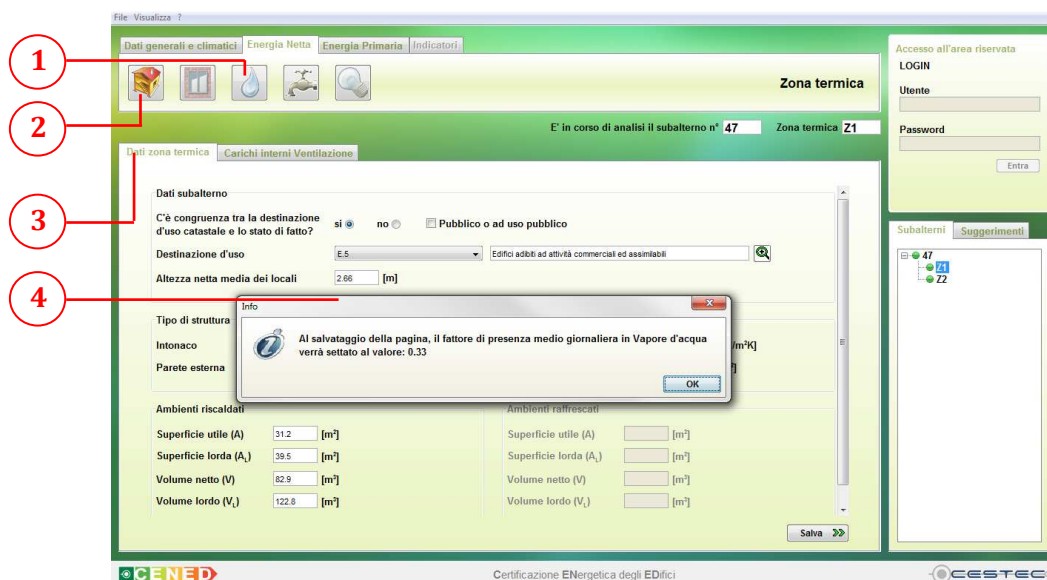 File Visualizza ?
Dati generali e climatici Energia Netta Energia Primaria Indicatori
Accesso all'area riservata
1
LOGIN
Zona termica
Utente
2
E' in corso di analisi il subalterno n° 47 Zona termica Z1
Password
Entra
Dati zona termica Carichi interni Ventilazione
3
Dati subalterno
C'è congruenza tra la destinazione
d'uso catastale e lo stato di fatto?
si no Pubblico o ad uso pubblico
Subalterni Suggerimenti
Destinazione d'uso E.5 Edifici adibiti ad attività commerciali ed assimilabili
47
Z1
Z2
Altezza netta media dei locali 2.66 [m]
4
Info
Tipo di struttura
Al salvataggio della pagina, il fattore di presenza medio giornaliera in Vapore d'acqua
verrà settato al valore: 0.33
Intonaco /m²K]
Parete esterna
OK
Ambienti riscaldati Ambienti raffrescati
Superficie utile (A) 31.2 [m²] Superficie utile (A) [m²]
Superficie lorda (AL) 39.5 [m²] Superficie lorda (AL) [m²]
Volume netto (V) 82.9 [m³] Volume netto (V) [m³]
Volume lordo (VL) 122.8 [m³] Volume lordo (VL) [m³]
Salva
CENED Certificazione ENergetica degli EDifici CESTEC